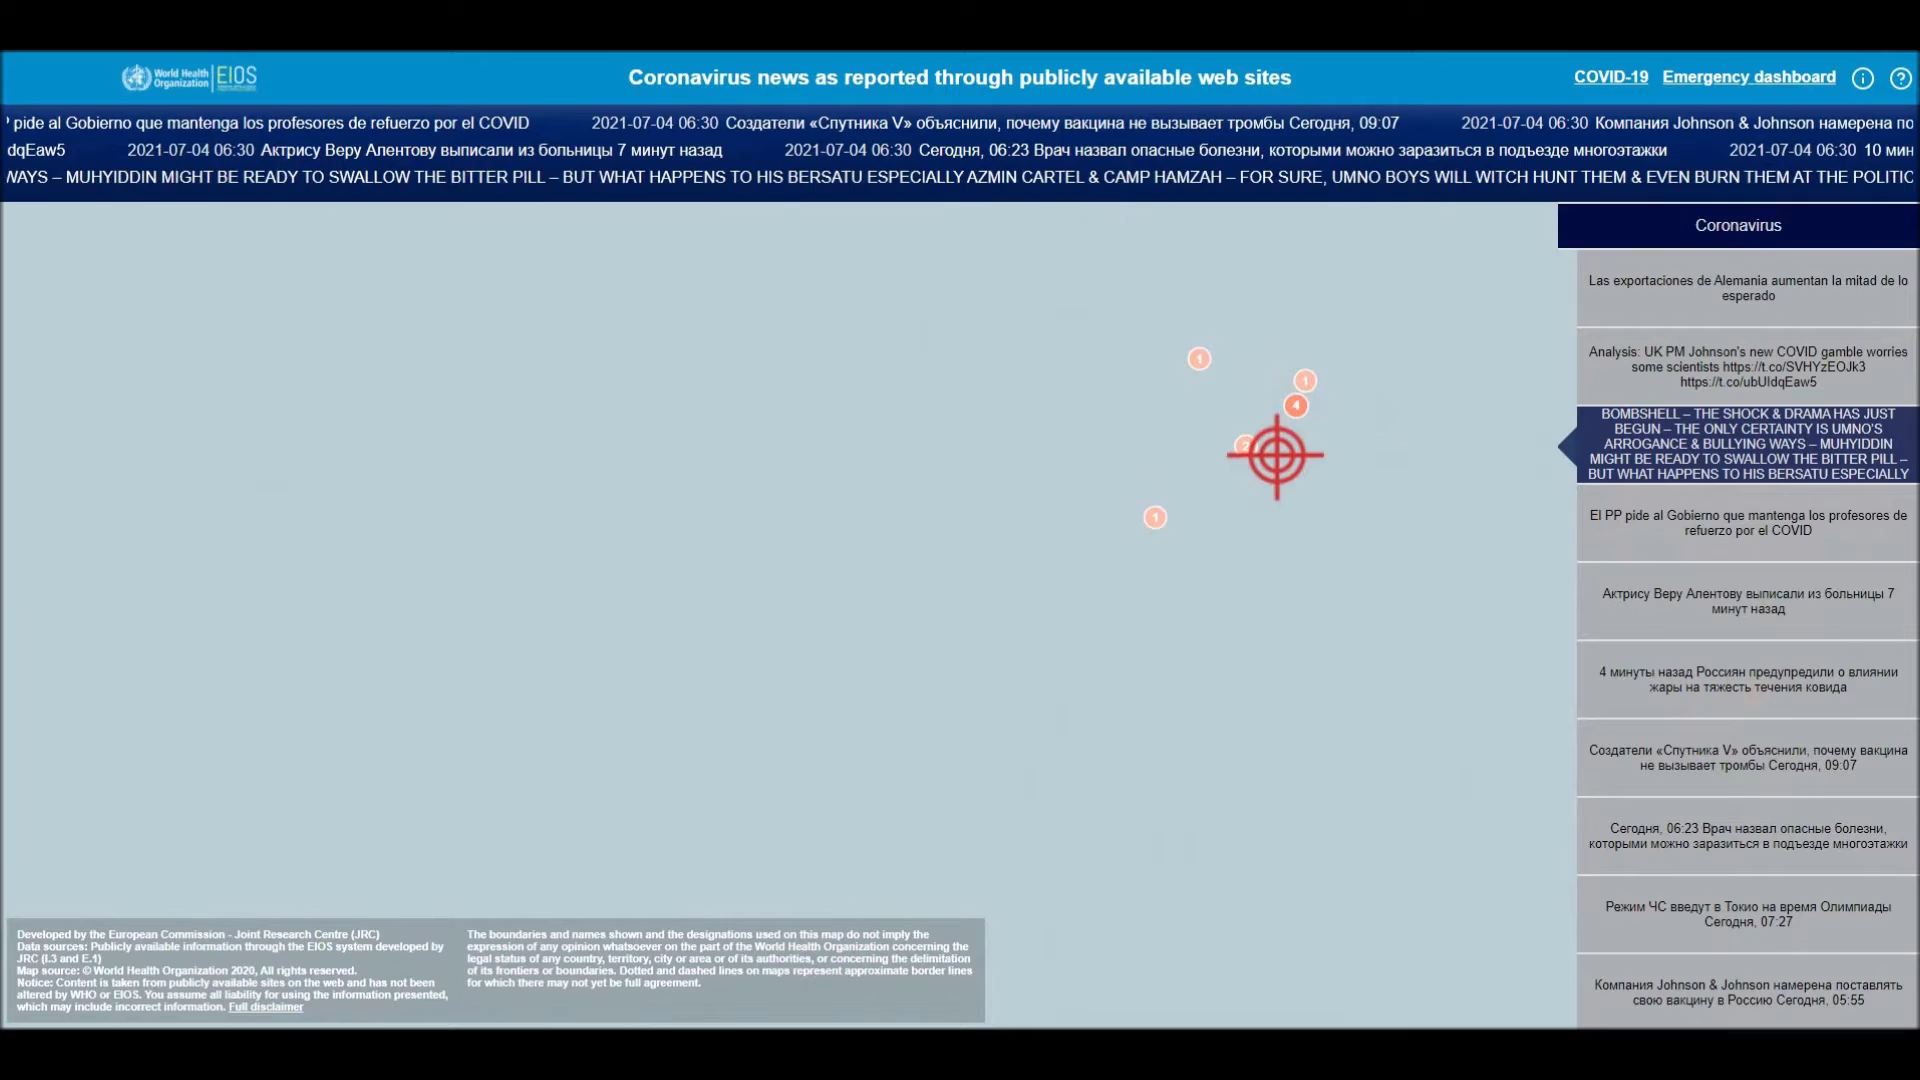 World Health
Organization
EIOS
Coronavirus news as reported through publicly available web sites
COVID-19
Emergency dashboard
pide al Gobierno que mantenga los profesores de refuerzo por el COVID 2021-07-04 06:30 Создатели «Спутника V» объяснили, почему вакцина не вызывает тромбы Сегодня, 09:07 2021-07-04 06:30 Компания Johnson & Johnson намерена по
dqEaw5 2021-07-04 06:30 Актрису Веру Алентову выписали из больницы 7 минут назад 2021-07-04 06:30 Сегодня, 06:23 Врач назвал опасные болезни, которыми можно заразиться в подъезде многоэтажки 2021-07-04 06:30 10 мин
WAYS – MUHYIDDIN MIGHT BE READY TO SWALLOW THE BITTER PILL – BUT WHAT HAPPENS TO HIS BERSATU ESPECIALLY AZMIN CARTEL & CAMP HAMZAH – FOR SURE, UMNO BOYS WILL WITCH HUNT THEM & EVEN BURN THEM AT THE POLITIC
Coronavirus
Las exportaciones de Alemania aumentan la mitad de lo
esperado
Analysis: UK PM Johnson's new COVID gamble worries
some scientists https://t.co/SVHYzEOJk3
https://t.co/ubUIdqEaw5
BOMBSHELL – THE SHOCK & DRAMA HAS JUST
BEGUN – THE ONLY CERTAINTY IS UMNO'S
ARROGANCE & BULLYING WAYS – MUHYIDDIN
MIGHT BE READY TO SWALLOW THE BITTER PILL –
BUT WHAT HAPPENS TO HIS BERSATU ESPECIALLY
El PP pide al Gobierno que mantenga los profesores de
refuerzo por el COVID
Актрису Веру Алентову выписали из больницы 7
минут назад
4 минуты назад Россиян предупредили о влиянии
жары на тяжесть течения ковида
Создатели «Спутника V» объяснили, почему вакцина
не вызывает тромбы Сегодня, 09:07
Сегодня, 06:23 Врач назвал опасные болезни,
которыми можно заразиться в подъезде многоэтажки
Режим ЧС введут в Токио на время Олимпиады
Сегодня, 07:27
Компания Johnson & Johnson намерена поставлять
свою вакцину в Россию Сегодня, 05:55
1
1
4
2
1
Developed by the European Commission - Joint Research Centre (JRC)
Data sources: Publicly available information through the EIOS system developed by
JRC (I.3 and E.1)
Map source: © World Health Organization 2020, All rights reserved.
Notice: Content is taken from publicly available sites on the web and has not been
altered by WHO or EIOS. You assume all liability for using the information presented,
which may include incorrect information. Full disclaimer
The boundaries and names shown and the designations used on this map do not imply the
expression of any opinion whatsoever on the part of the World Health Organization concerning the
legal status of any country, territory, city or area or of its authorities, or concerning the delimitation
of its frontiers or boundaries. Dotted and dashed lines on maps represent approximate border lines
for which there may not yet be full agreement.